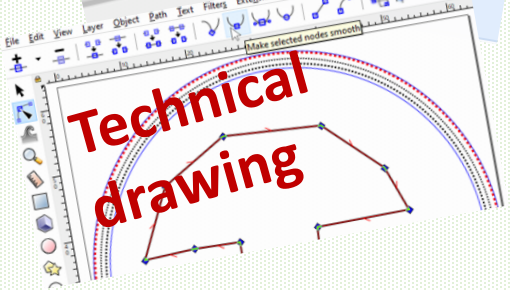 File Edit View Layer Object Path Text Filters
Make selected nodes smooth
Technical
drawing